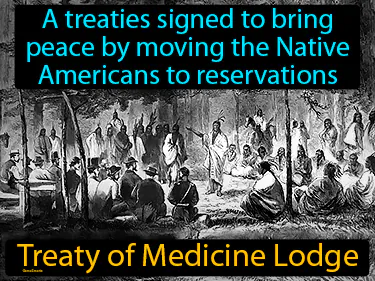 A treaties signed to bring
peace by moving the Native
Americans to reservations
Treaty of Medicine Lodge